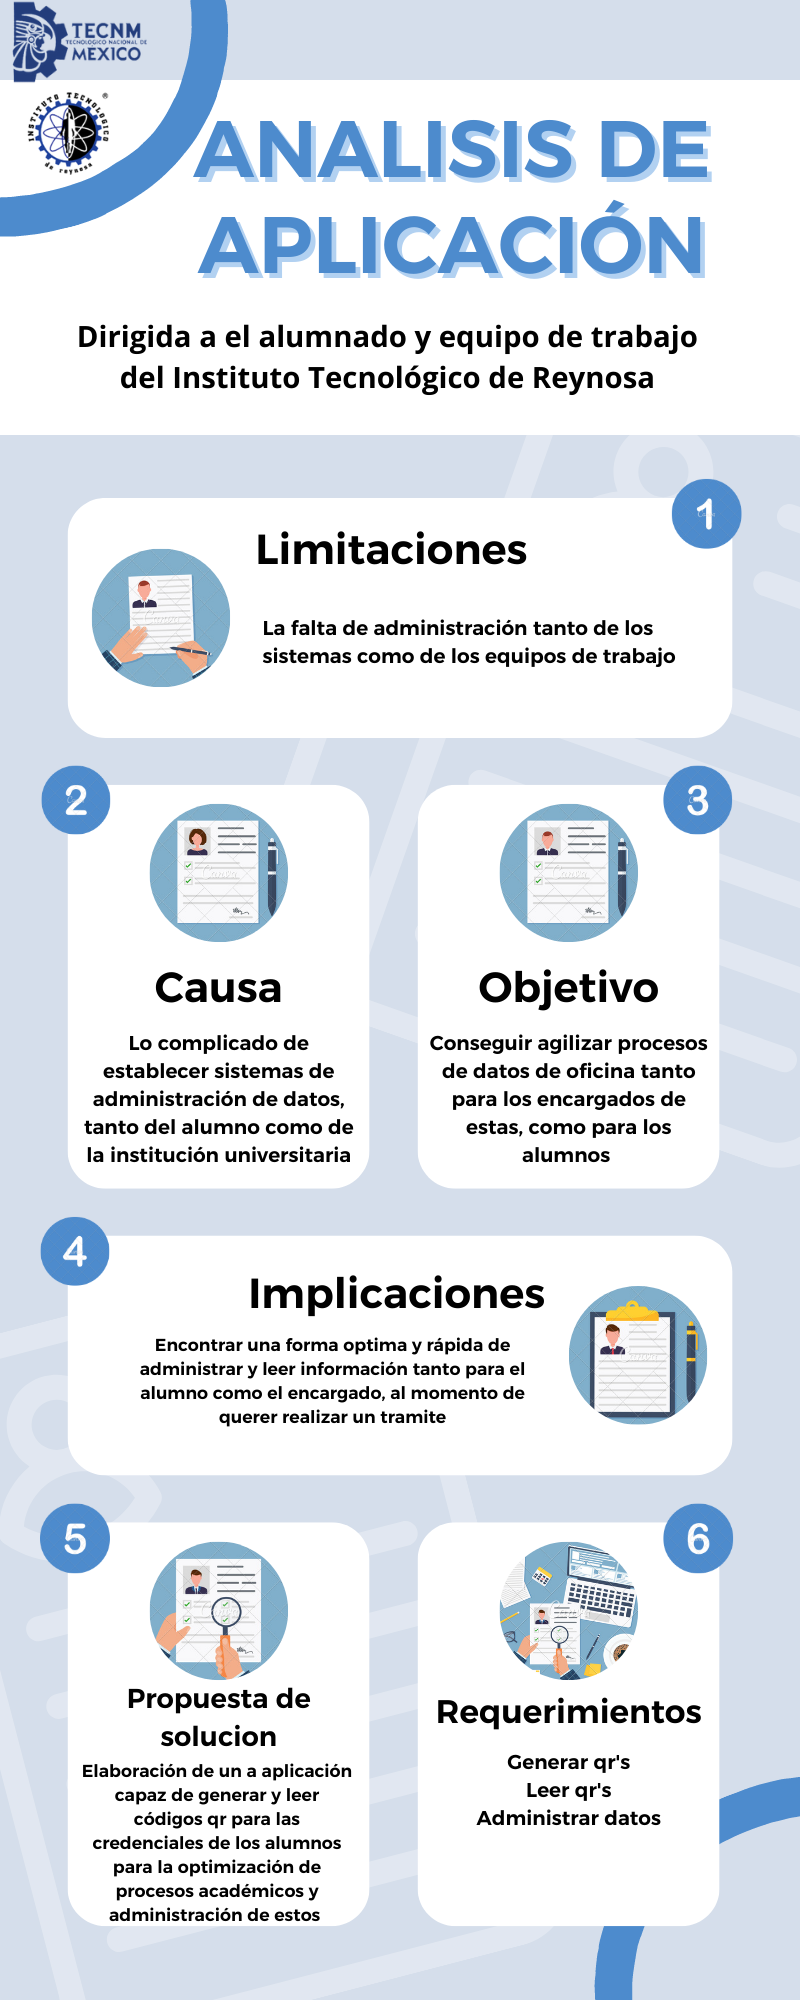 TECNM
TECNOLÓGICO NACIONAL DE
MEXICO
INSTITUTO TECNOLOGICO
de reynosa
®
ANALISIS DE
APLICACIÓN
Dirigida a el alumnado y equipo de trabajo
del Instituto Tecnológico de Reynosa
1
Limitaciones
La falta de administración tanto de los
sistemas como de los equipos de trabajo
2
Causa
Lo complicado de
establecer sistemas de
administración de datos,
tanto del alumno como de
la institución universitaria
3
Objetivo
Conseguir agilizar procesos
de datos de oficina tanto
para los encargados de
estas, como para los
alumnos
4
Implicaciones
Encontrar una forma optima y rápida de
administrar y leer información tanto para el
alumno como el encargado, al momento de
querer realizar un tramite
5
Propuesta de
solucion
Elaboración de un a aplicación
capaz de generar y leer
códigos qr para las
credenciales de los alumnos
para la optimización de
procesos académicos y
administración de estos
6
Requerimientos
Generar qr's
Leer qr's
Administrar datos